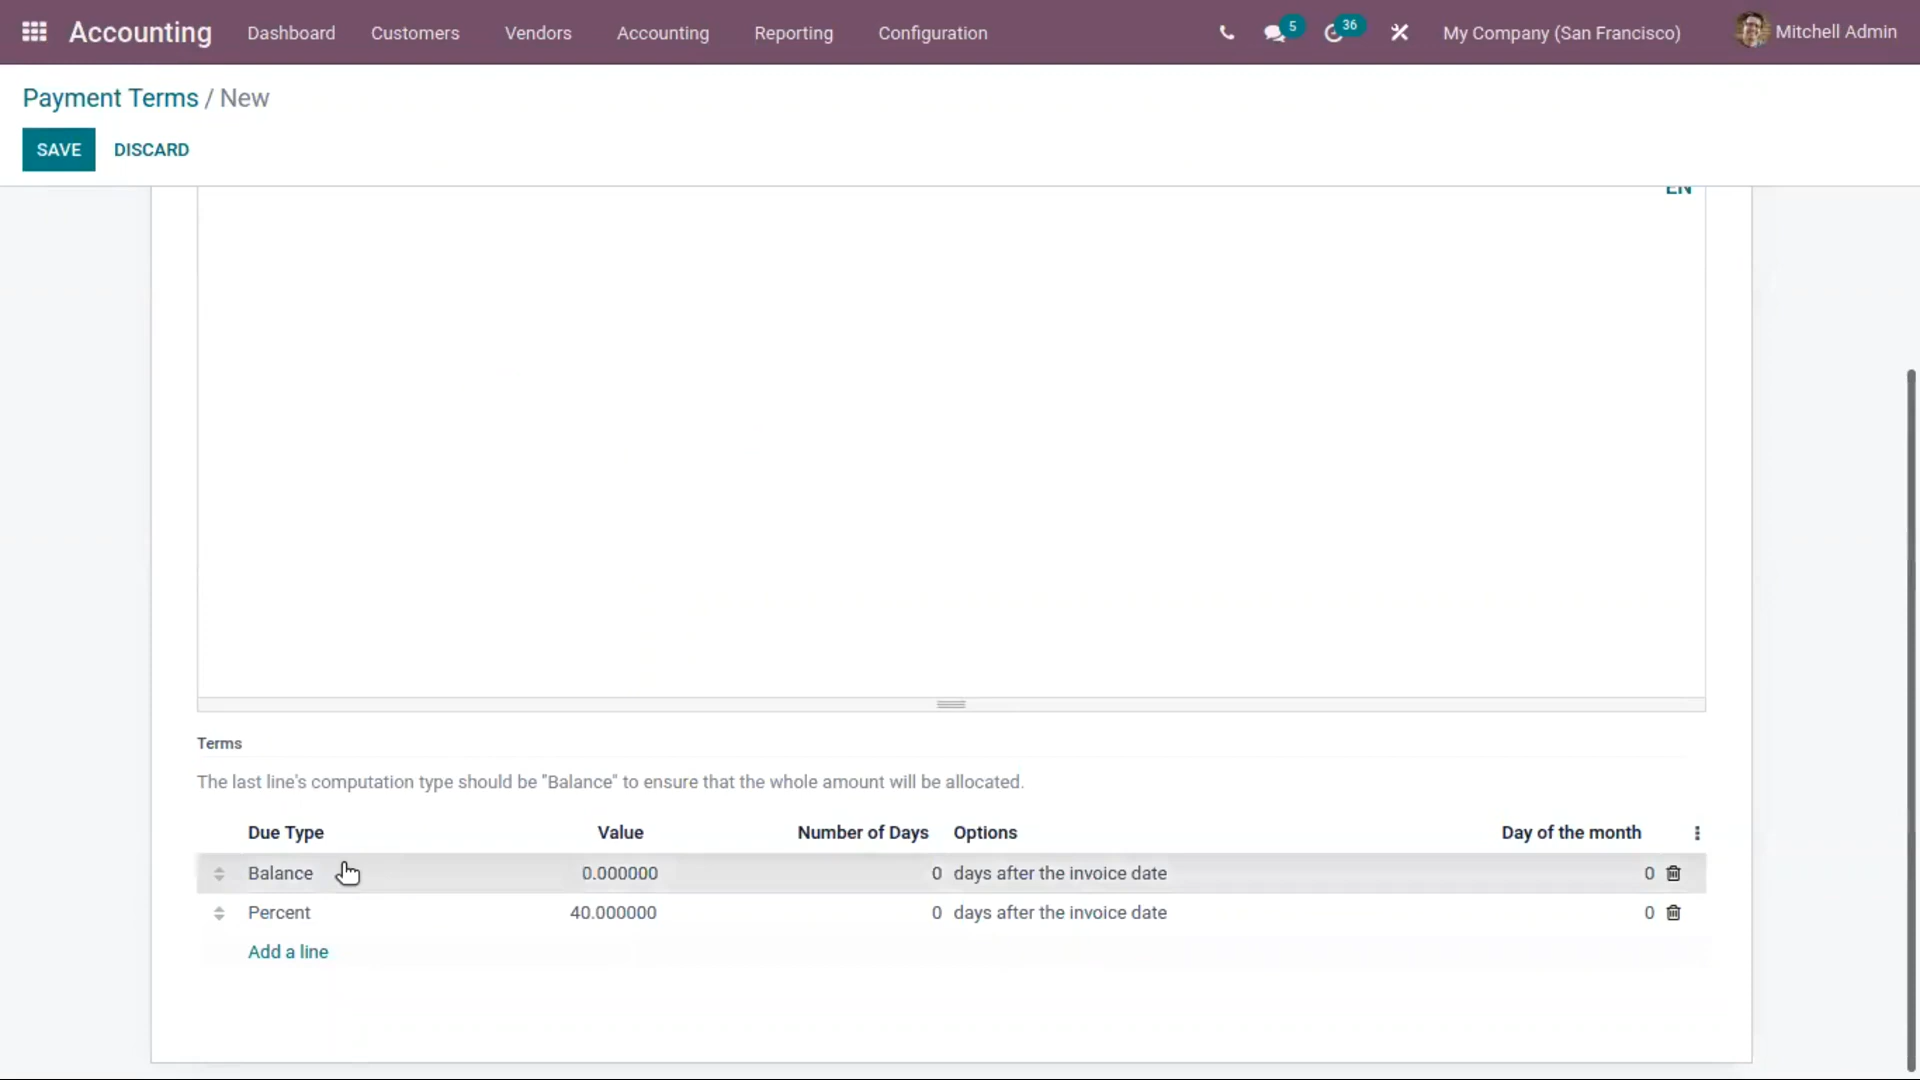 Accounting Dashboard Customers Vendors Accounting Reporting Configuration 5 36 My Company (San Francisco) Mitchell Admin
Payment Terms / New
SAVE DISCARD
EN
Terms
The last line's computation type should be "Balance" to ensure that the whole amount will be allocated.
Due Type Value Number of Days Options Day of the month
Balance 0.000000 0 days after the invoice date 0
Percent 40.000000 0 days after the invoice date 0
Add a line